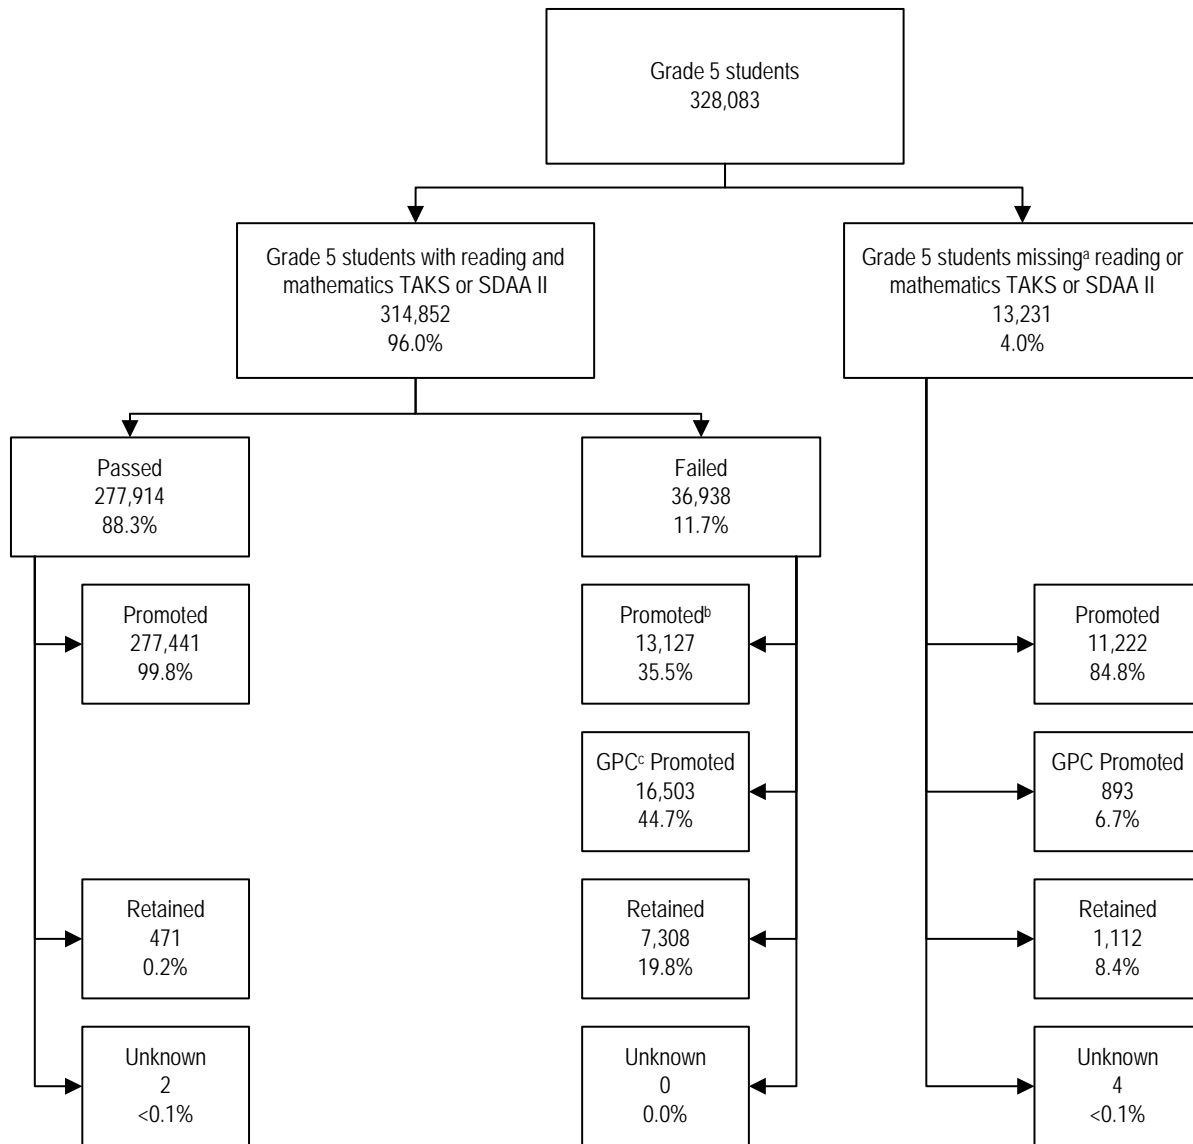 Grade 5 students
328,083
Grade 5 students with reading and
mathematics TAKS or SDAA II
314,852
96.0%
Grade 5 students missingᵃ reading or
mathematics TAKS or SDAA II
13,231
4.0%
Passed
277,914
88.3%
Failed
36,938
11.7%
Promoted
277,441
99.8%
Promotedᵇ
13,127
35.5%
Promoted
11,222
84.8%
GPCᶜ Promoted
16,503
44.7%
GPC Promoted
893
6.7%
Retained
471
0.2%
Retained
7,308
19.8%
Retained
1,112
8.4%
Unknown
2
<0.1%
Unknown
0
0.0%
Unknown
4
<0.1%